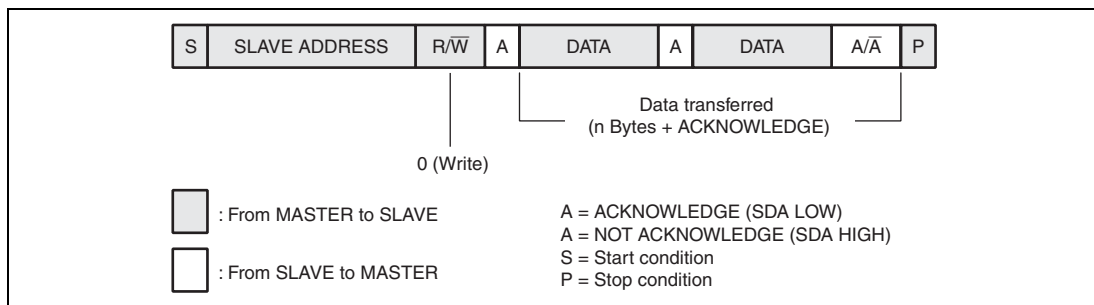 S SLAVE ADDRESS R/W̅ A DATA A DATA A/A̅ P
Data transferred
(n Bytes + ACKNOWLEDGE)
0 (Write)
: From MASTER to SLAVE
: From SLAVE to MASTER
A = ACKNOWLEDGE (SDA LOW)
A = NOT ACKNOWLEDGE (SDA HIGH)
S = Start condition
P = Stop condition